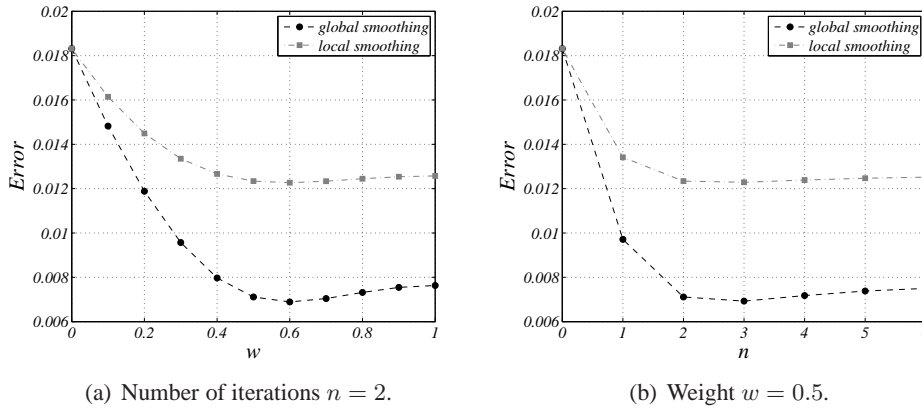 0.02
0.018
0.016
0.014
0.012
0.01
0.008
0.006
Error
0
0.2
0.4
0.6
0.8
1
w
global smoothing
local smoothing
(a) Number of iterations n = 2.
0.02
0.018
0.016
0.014
0.012
0.01
0.008
0.006
Error
0
1
2
3
4
5
n
global smoothing
local smoothing
(b) Weight w = 0.5.